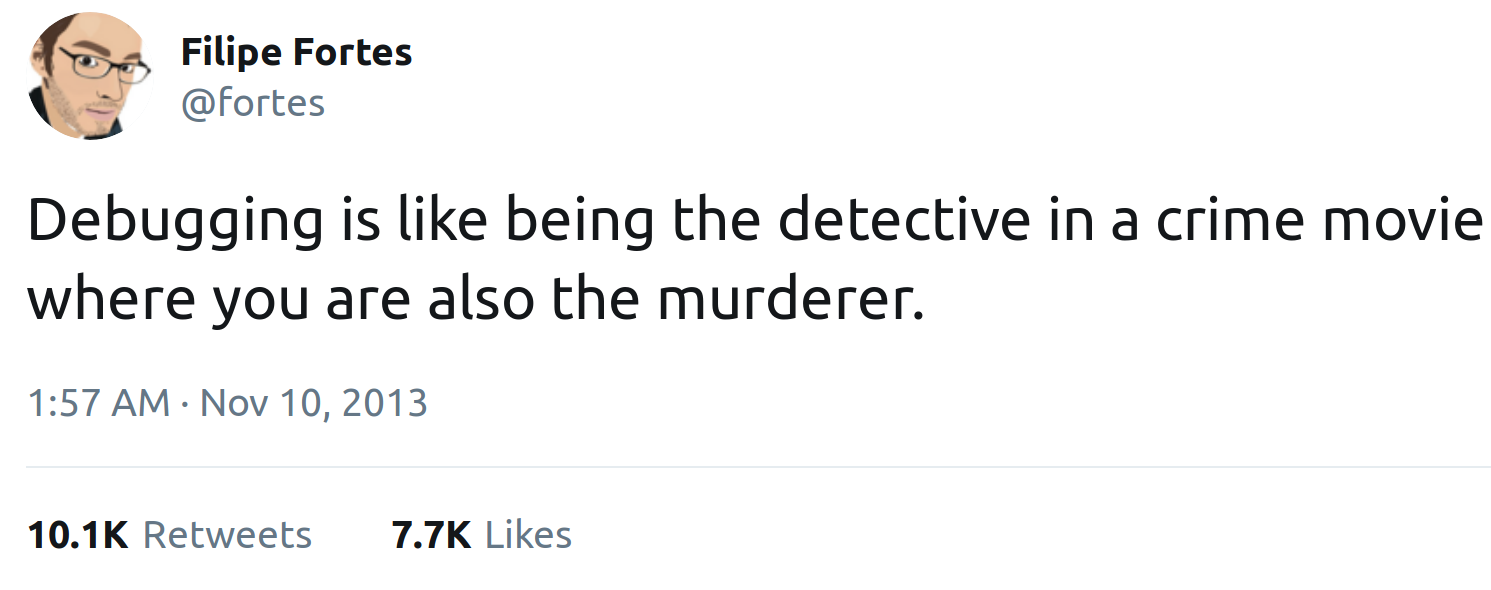 Filipe Fortes
@fortes
Debugging is like being the detective in a crime movie
where you are also the murderer.
1:57 AM · Nov 10, 2013
10.1K Retweets 7.7K Likes